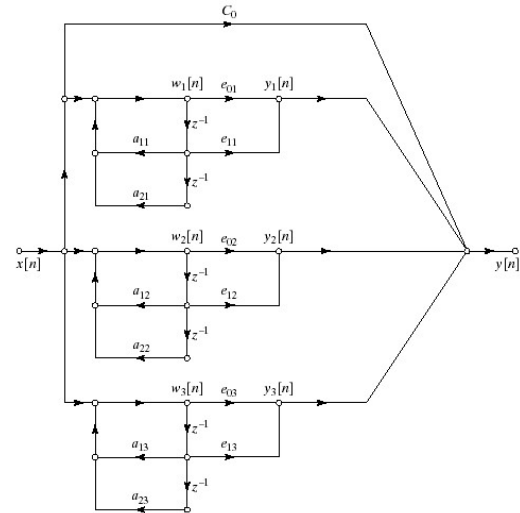 C₀
w₁[n] e₀₁ y₁[n]
z⁻¹
a₁₁ e₁₁
z⁻¹
a₂₁
w₂[n] e₀₂ y₂[n]
x[n] y[n]
z⁻¹
a₁₂ e₁₂
z⁻¹
a₂₂
w₃[n] e₀₃ y₃[n]
z⁻¹
a₁₃ e₁₃
z⁻¹
a₂₃